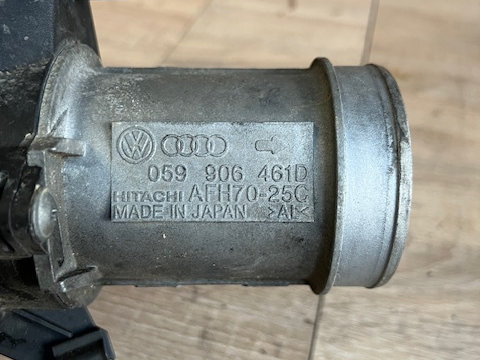 059 906 461D
HITACHI AFH70-25C
MADE IN JAPAN >Al<